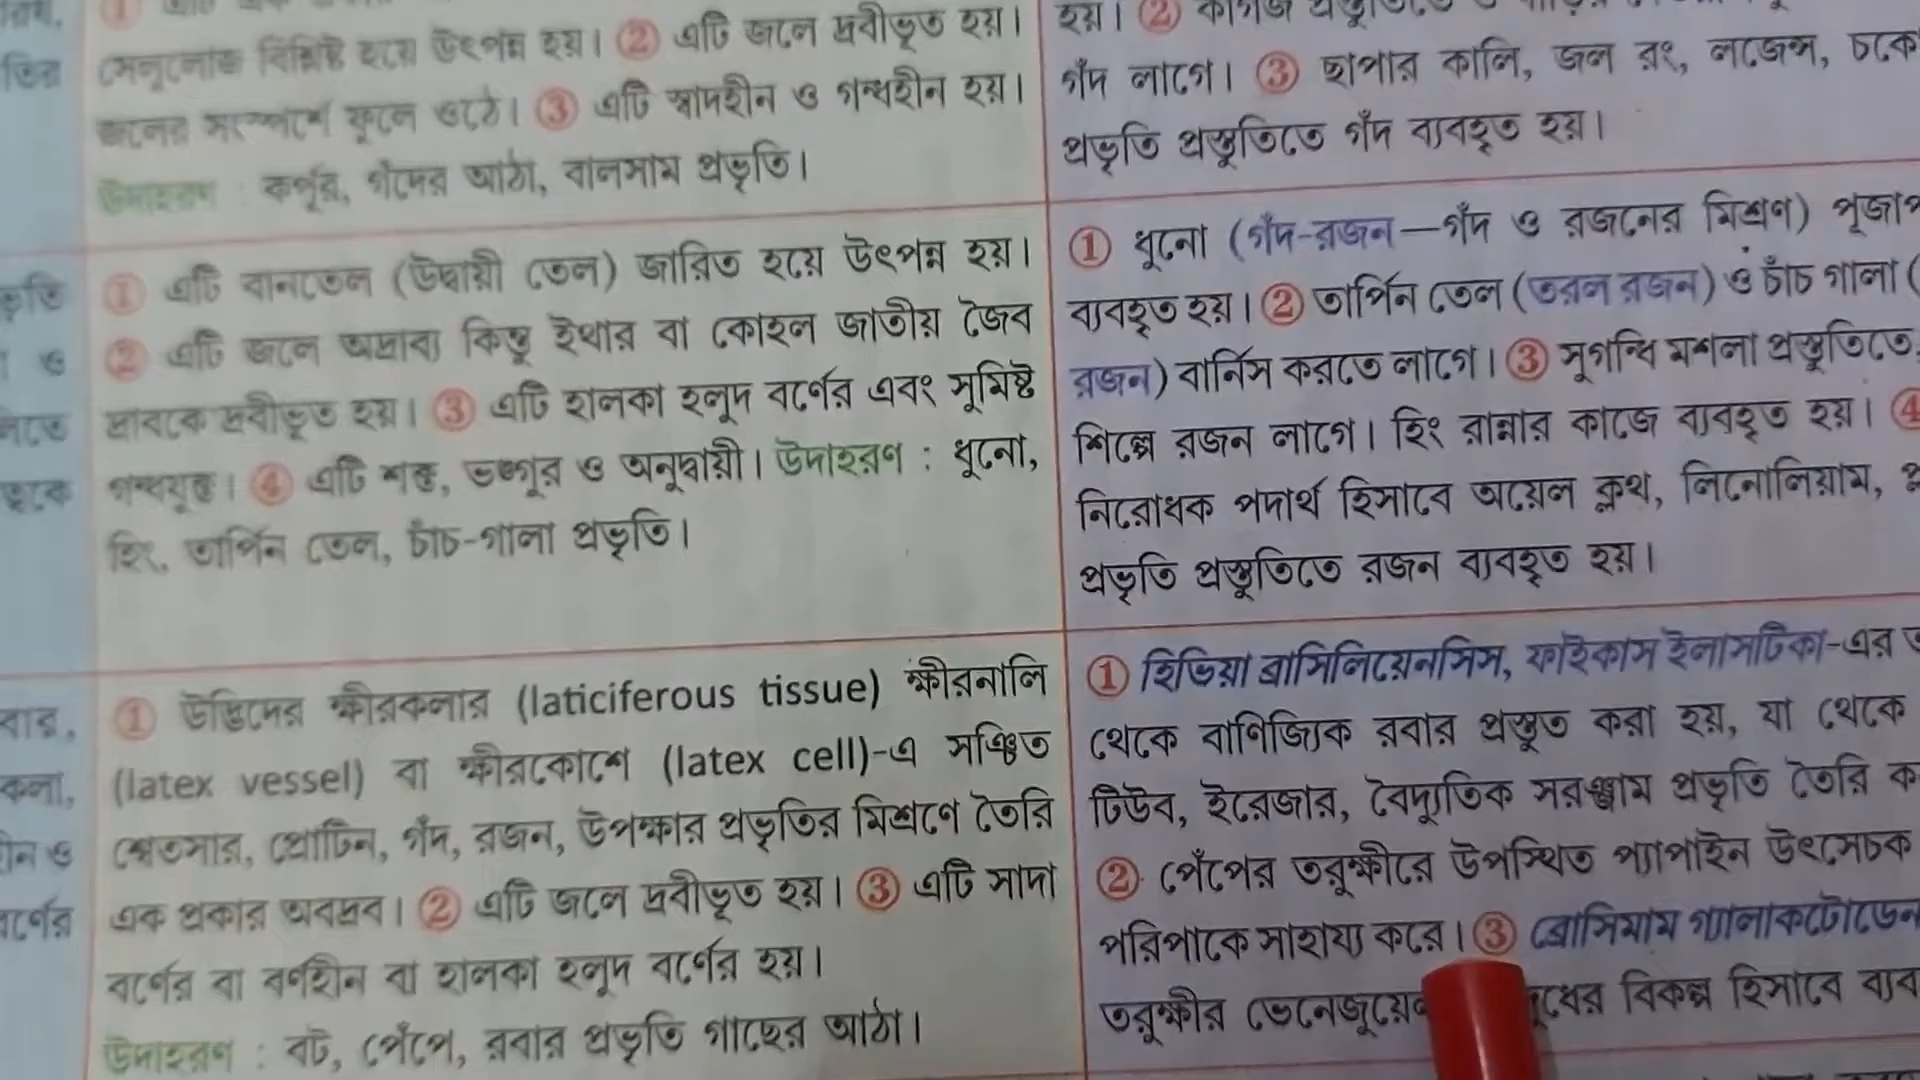 সেলুলোজ বিশ্লিষ্ট হয়ে উৎপন্ন হয়। ② এটি জলে দ্রবীভূত হয়।
জলের সংস্পর্শে ফুলে ওঠে। ③ এটি স্বাদহীন ও গন্ধহীন হয়।
উদাহরণ : কর্পূর, গঁদের আঠা, বালসাম প্রভৃতি।
হয়। ② কাগজ
গঁদ লাগে। ③ ছাপার কালি, জল রং, লজেন্স, চকে
প্রভৃতি প্রস্তুতিতে গঁদ ব্যবহৃত হয়।
① এটি বানতেল (উদ্বায়ী তেল) জারিত হয়ে উৎপন্ন হয়।
② এটি জলে অদ্রাব্য কিন্তু ইথার বা কোহল জাতীয় জৈব
দ্রাবকে দ্রবীভূত হয়। ③ এটি হালকা হলুদ বর্ণের এবং সুমিষ্ট
গন্ধযুক্ত। ④ এটি শক্ত, ভঙ্গুর ও অনুদ্বায়ী। উদাহরণ : ধুনো,
হিং, তার্পিন তেল, চাঁচ-গালা প্রভৃতি।
① ধুনো (গঁদ-রজন—গঁদ ও রজনের মিশ্রণ) পূজাপ
ব্যবহৃত হয়। ② তার্পিন তেল (তরল রজন) ও চাঁচ গালা (
রজন) বার্নিস করতে লাগে। ③ সুগন্ধি মশলা প্রস্তুতিতে,
শিল্পে রজন লাগে। হিং রান্নার কাজে ব্যবহৃত হয়। ④
নিরোধক পদার্থ হিসাবে অয়েল ক্লথ, লিনোলিয়াম,
প্রভৃতি প্রস্তুতিতে রজন ব্যবহৃত হয়।
① উদ্ভিদের ক্ষীরকলার (laticiferous tissue) ক্ষীরনালি
(latex vessel) বা ক্ষীরকোশে (latex cell)-এ সঞ্চিত
শ্বেতসার, প্রোটিন, গঁদ, রজন, উপক্ষার প্রভৃতির মিশ্রণে তৈরি
এক প্রকার অবদ্রব। ② এটি জলে দ্রবীভূত হয়। ③ এটি সাদা
বর্ণের বা বর্ণহীন বা হালকা হলুদ বর্ণের হয়।
উদাহরণ : বট, পেঁপে, রবার প্রভৃতি গাছের আঠা।
① হিভিয়া ব্রাসিলিয়েনসিস, ফাইকাস ইলাসটিকা-এর ত
থেকে বাণিজ্যিক রবার প্রস্তুত করা হয়, যা থেকে
টিউব, ইরেজার, বৈদ্যুতিক সরঞ্জাম প্রভৃতি তৈরি ক
② পেঁপের তরুক্ষীরে উপস্থিত প্যাপাইন উৎসেচক
পরিপাকে সাহায্য করে। ③ ব্রোসিমাম গ্যালাকটোডেন
তরুক্ষীর ভেনেজুয়ে ধের বিকল্প হিসাবে ব্যব